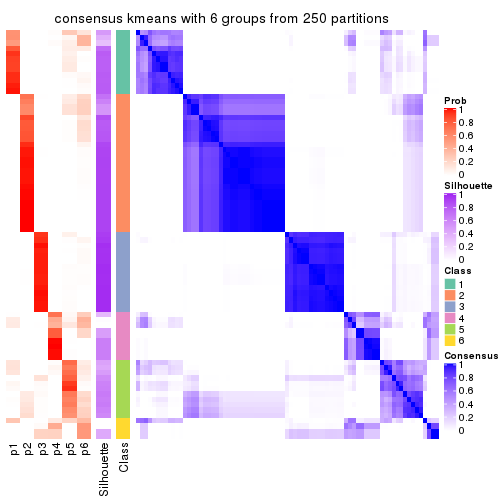 consensus kmeans with 6 groups from 250 partitions
Prob
1
0.8
0.6
0.4
0.2
0
Silhouette
1
0.8
0.6
0.4
0.2
0
Class
1
2
3
4
5
6
Consensus
1
0.8
0.6
0.4
0.2
0
p1
p2
p3
p4
p5
p6
Silhouette
Class